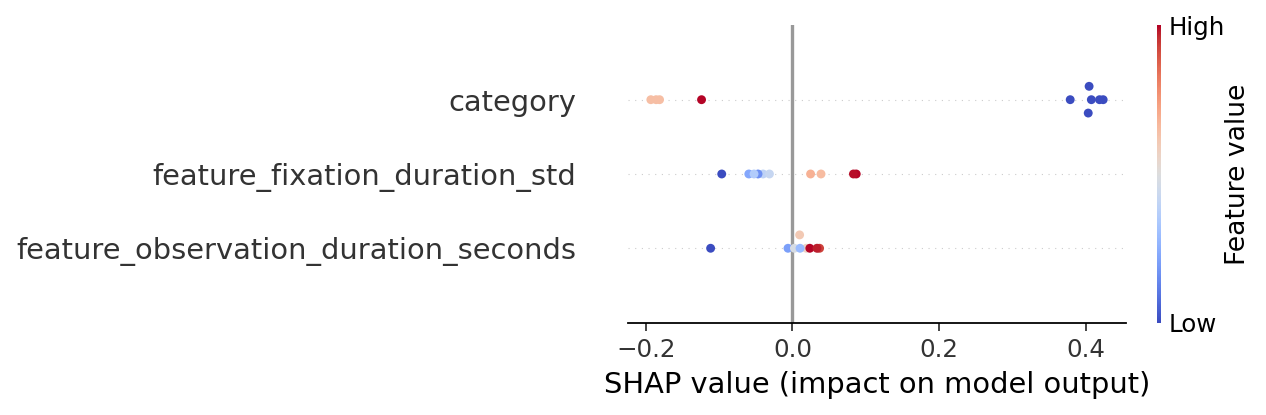 High
category
feature_fixation_duration_std
feature_observation_duration_seconds
Feature value
Low
−0.2 0.0 0.2 0.4
SHAP value (impact on model output)